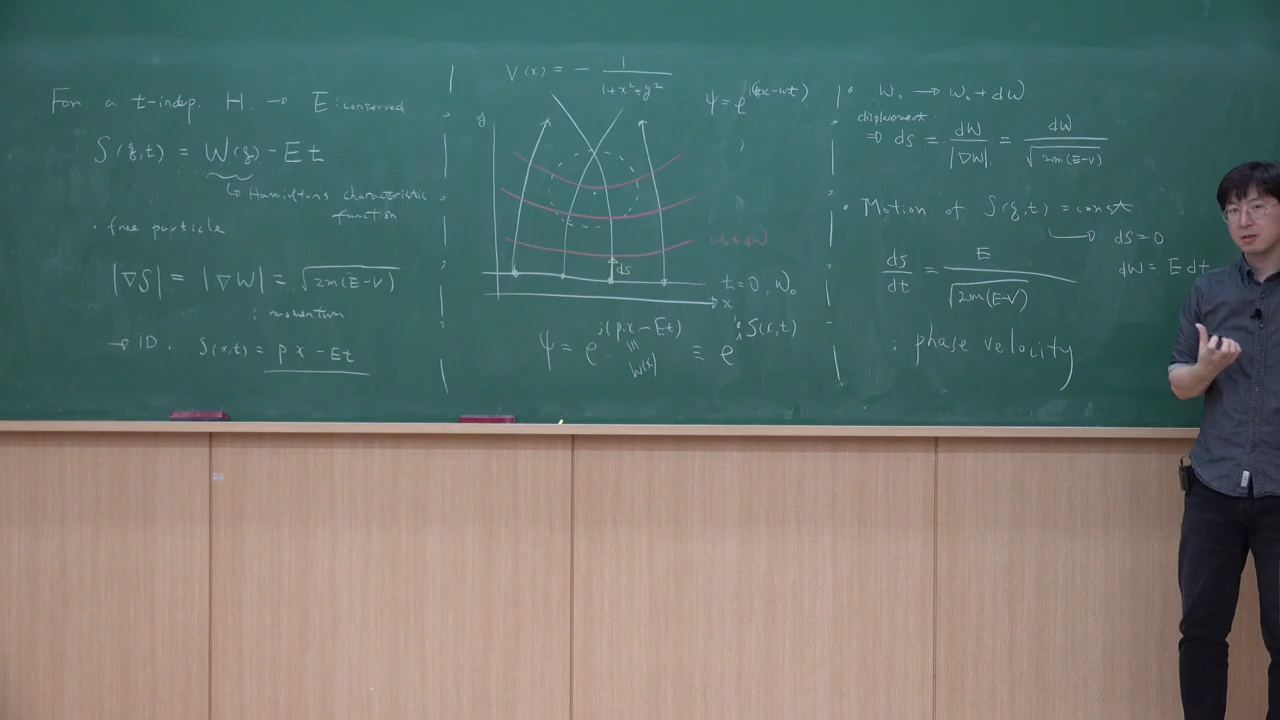 For a t-indep. H. → E : conserved
S(q,t) = W(q) - Et
↳ Hamilton's characteristic function
· free particle
|∇S| = |∇W| = √2m(E-V)
: momentum
→ 1D. S(x,t) = px - Et
V(x) = - 1/(1+x²+y²)
y
ψ = e^{i(kx-ωt)}
W₀+dW
ds
t=0, W₀
x
ψ = e^{i(px-Et)} ≡ e^{i/ℏ S(x,t)}
W(x)
· W₀ → W₀ + dW
displacement
⇒ ds = dW/|∇W| = dW/√2m(E-V)
· Motion of S(q,t) = const
dS=0
dW = E dt
ds/dt = E/√2m(E-V)
: phase velocity